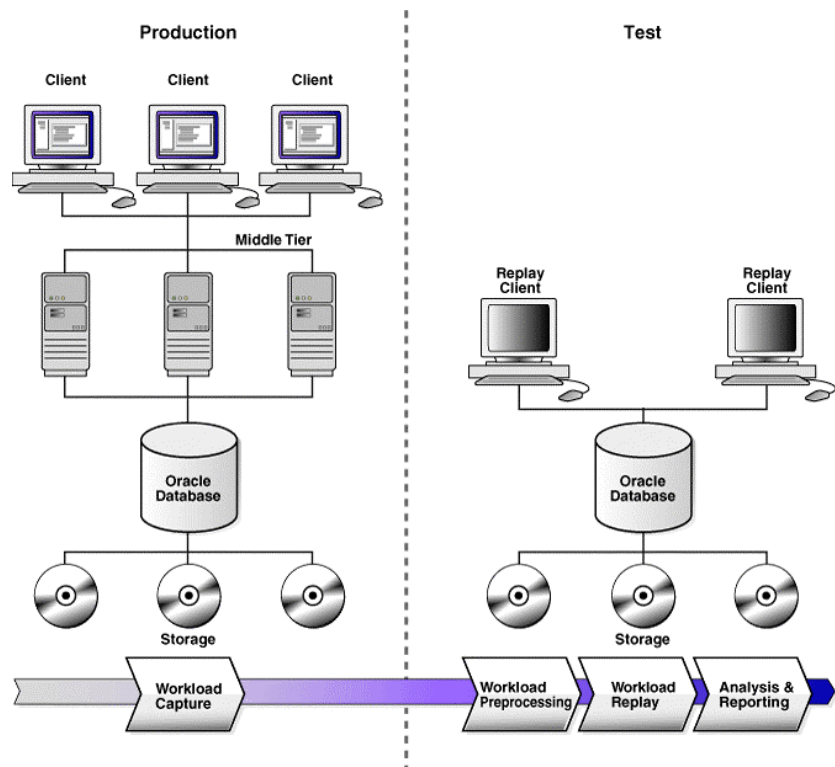 Production
Test
Client
Client
Client
Middle Tier
Replay
Client
Replay
Client
Oracle
Database
Oracle
Database
Storage
Storage
Workload
Capture
Workload
Preprocessing
Workload
Replay
Analysis &
Reporting